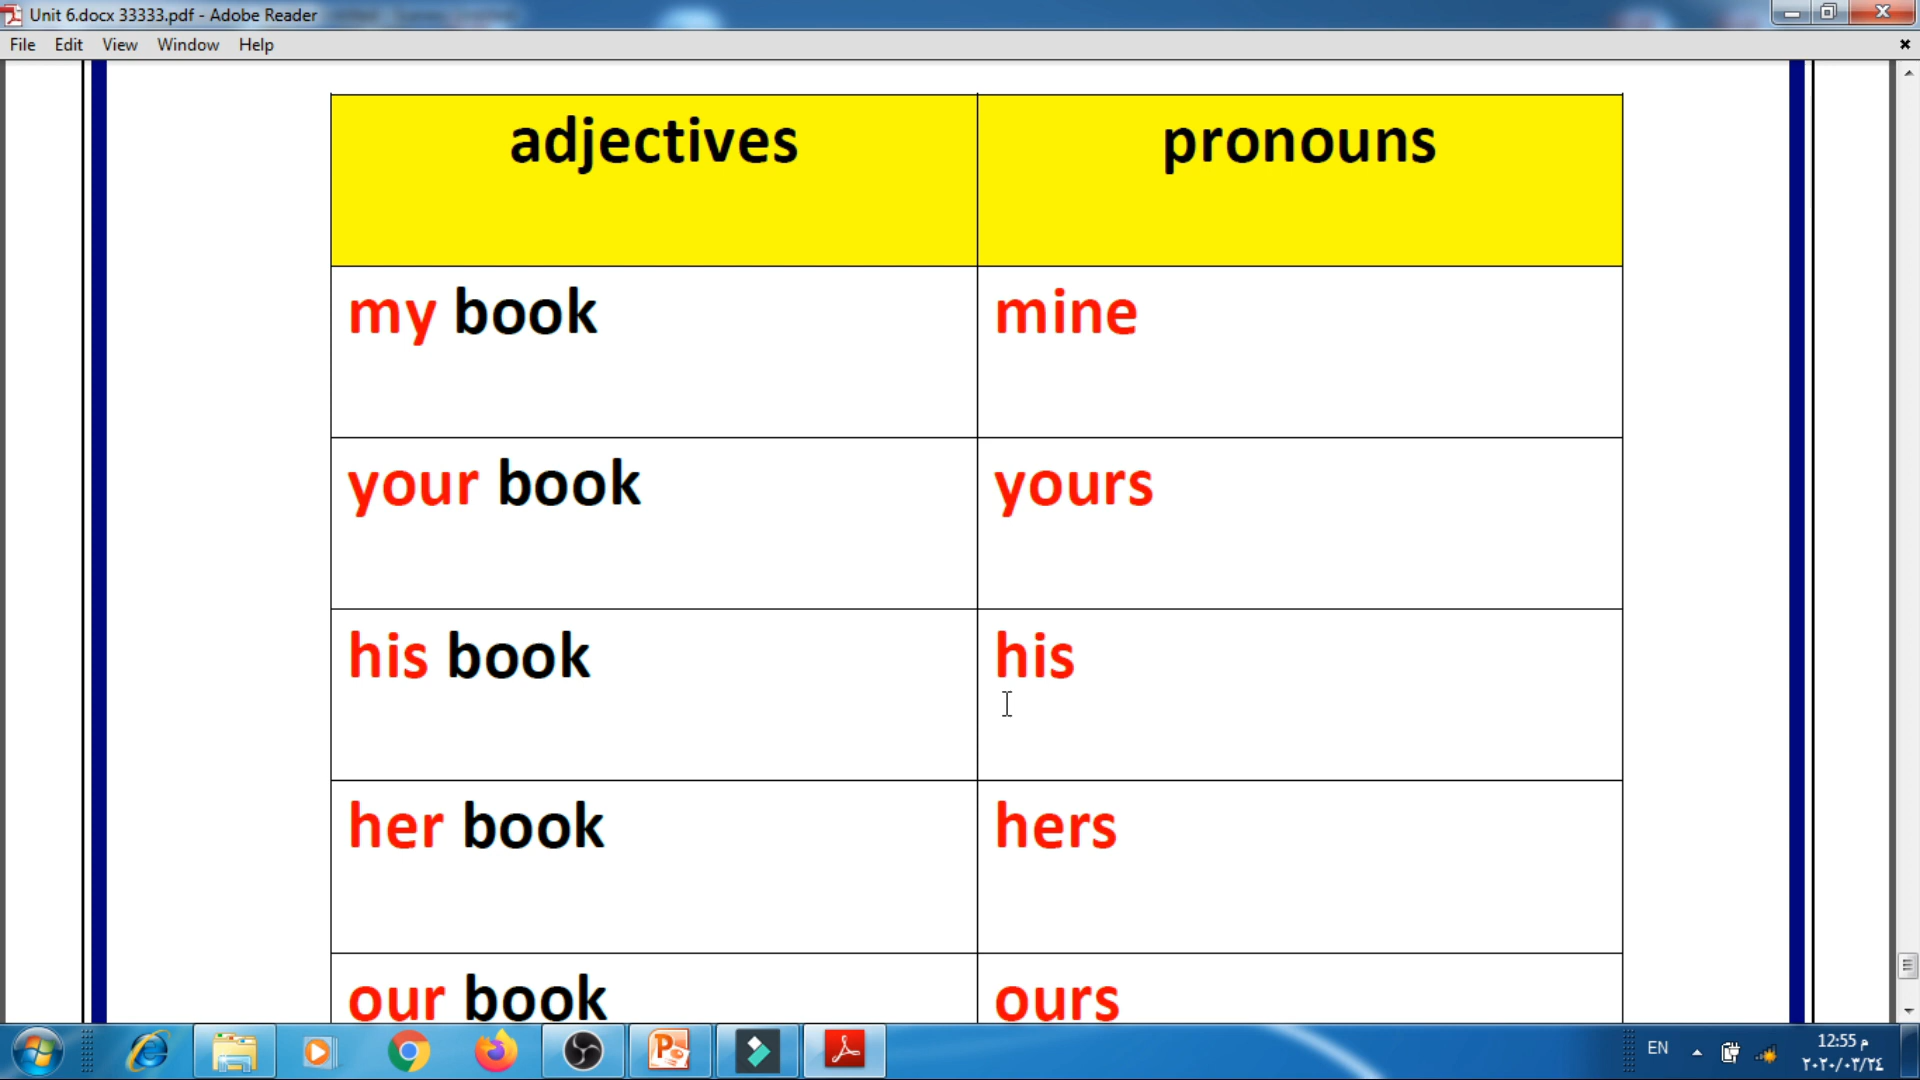 Unit 6.docx 33333.pdf - Adobe Reader
File Edit View Window Help
adjectives pronouns
my book mine
your book yours
his book his
her book hers
our book ours
EN
12:55 م
٢٠٢٠/٠٣/٢٤